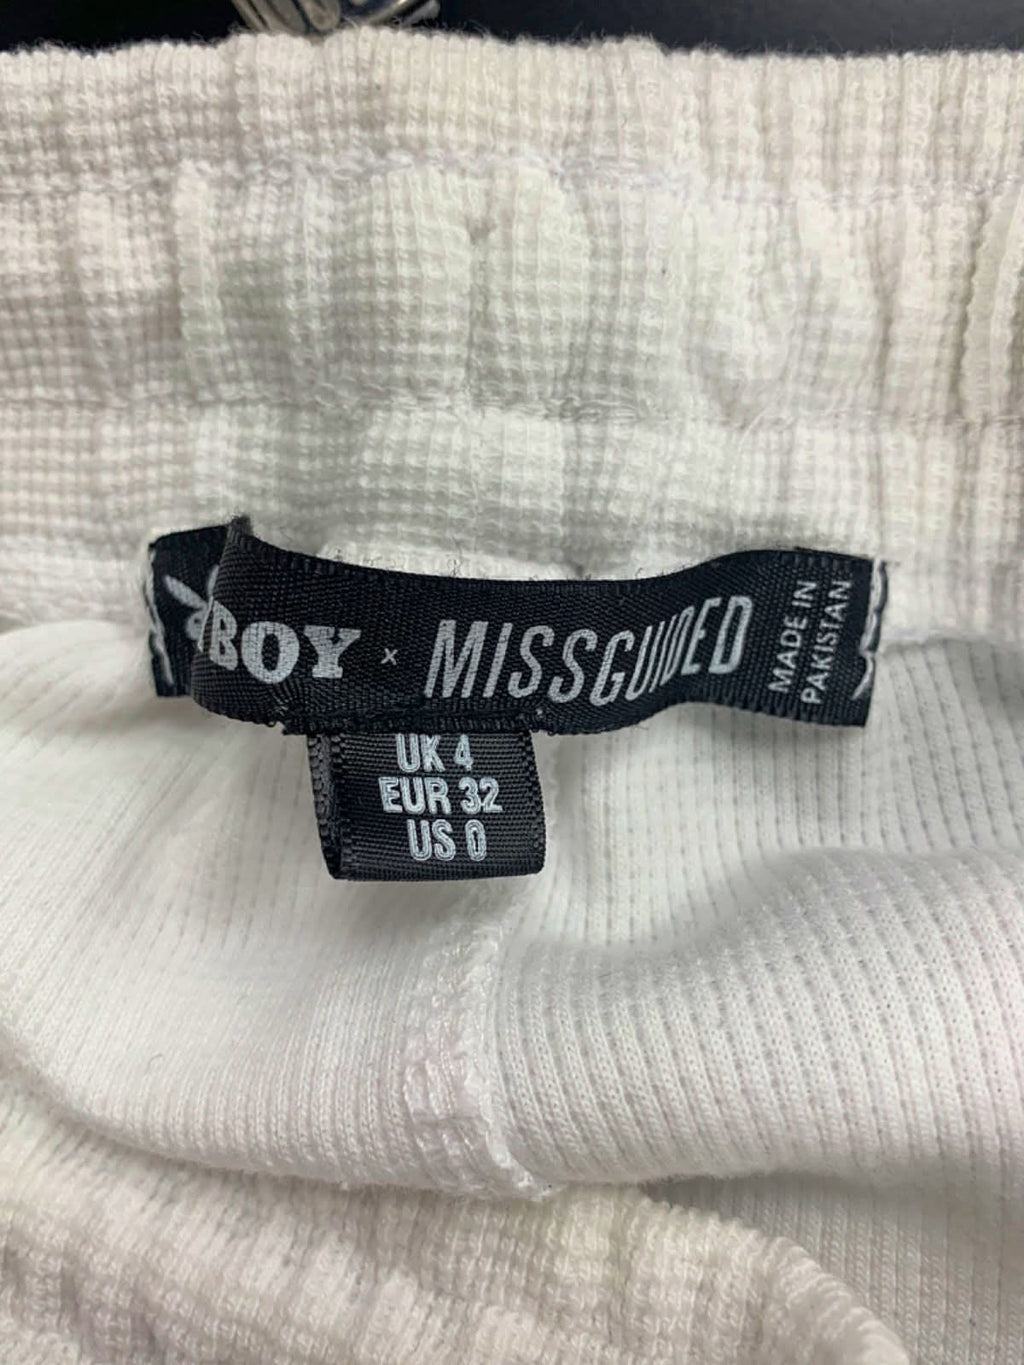 BOY x MISSGUIDED
MADE IN
PAKISTAN
UK 4
EUR 32
US 0